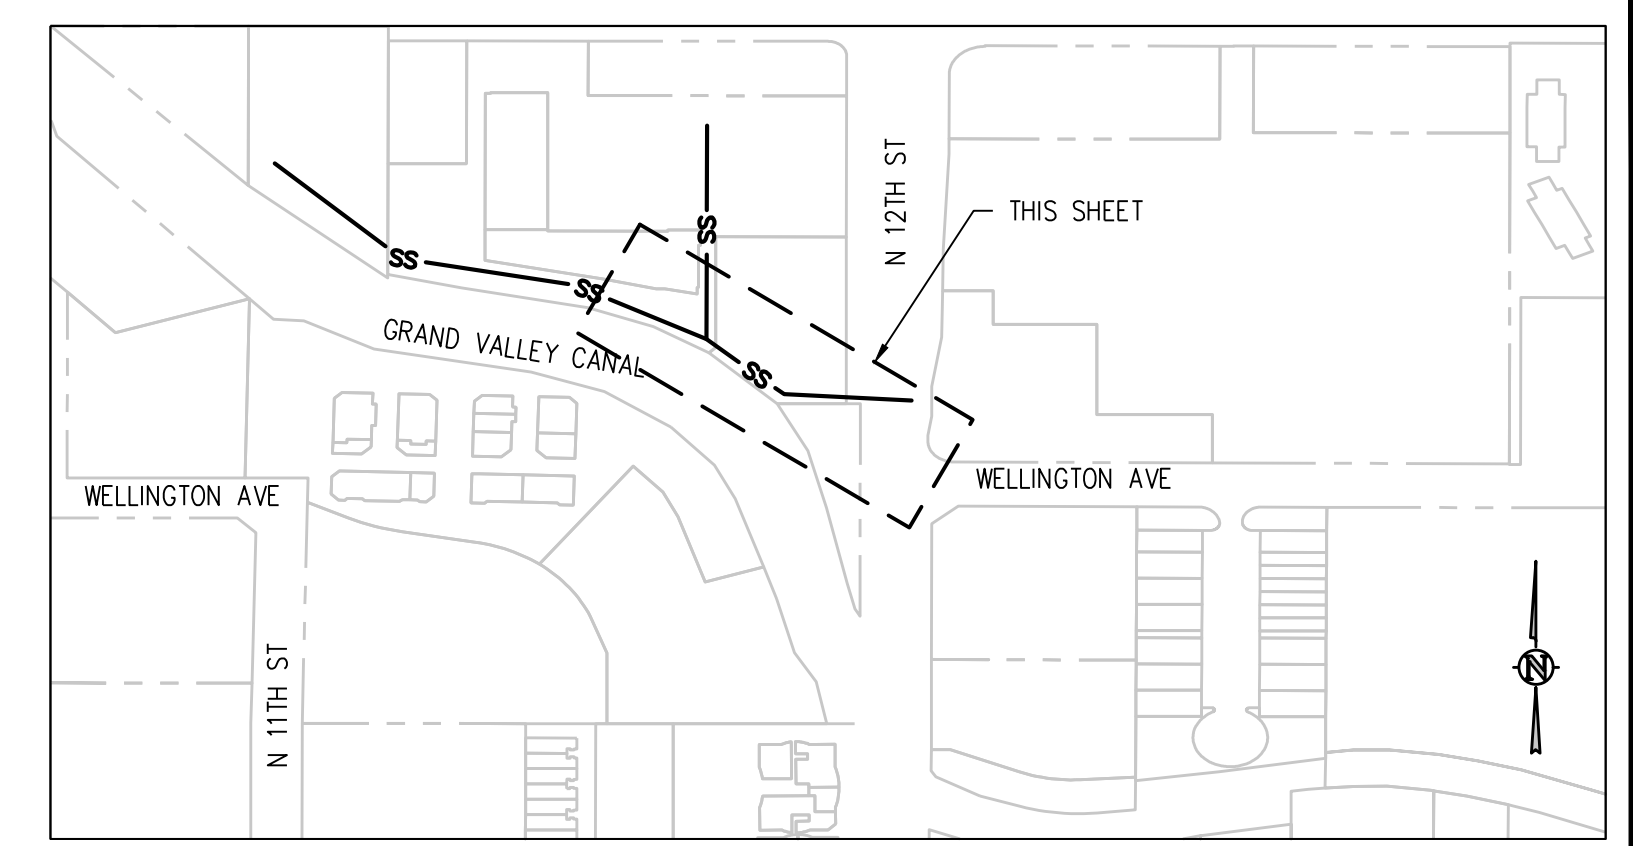 N 12TH ST
THIS SHEET
SS
SS
SS
GRAND VALLEY CANAL
SS
WELLINGTON AVE
WELLINGTON AVE
N 11TH ST
N